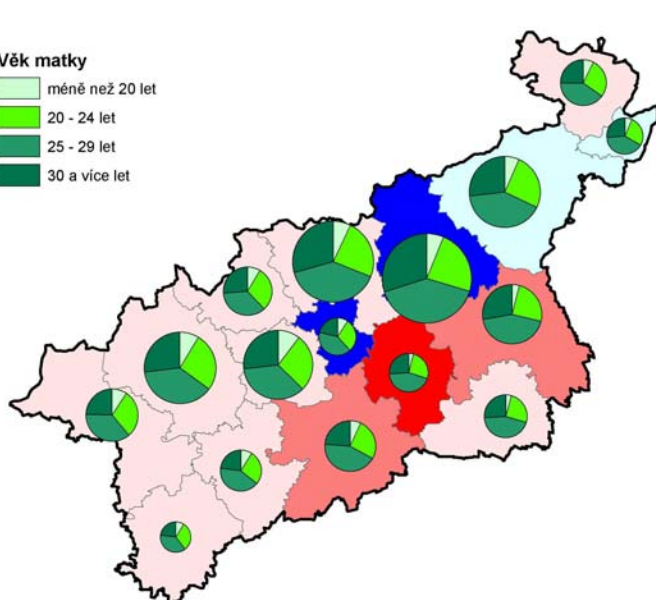 Věk matky
méně než 20 let
20 - 24 let
25 - 29 let
30 a více let